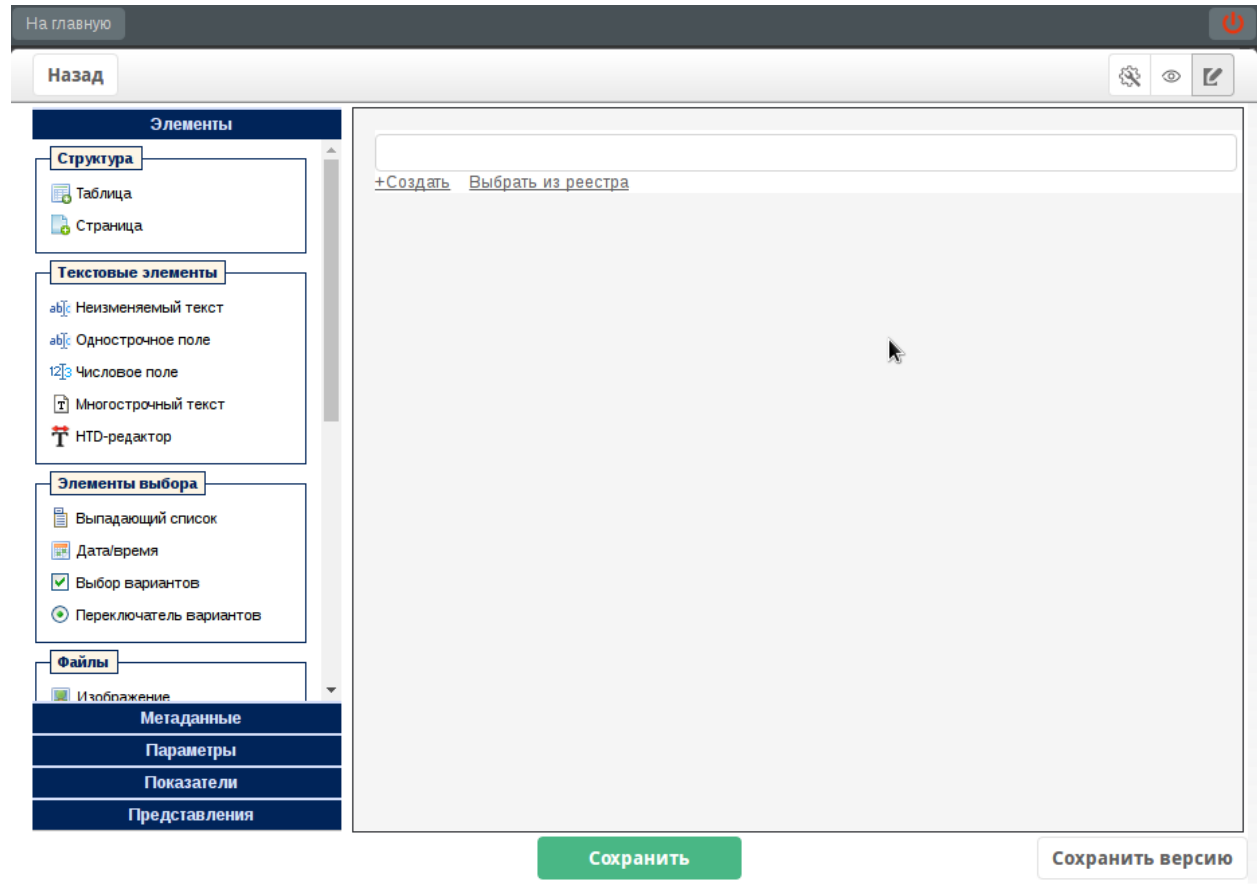 На главную
Назад
Элементы
Структура
Таблица
Страница
Текстовые элементы
Неизменяемый текст
Однострочное поле
Числовое поле
Многострочный текст
HTD-редактор
Элементы выбора
Выпадающий список
Дата/время
Выбор вариантов
Переключатель вариантов
Файлы
Изображение
Метаданные
Параметры
Показатели
Представления
+Создать Выбрать из реестра
Сохранить
Сохранить версию